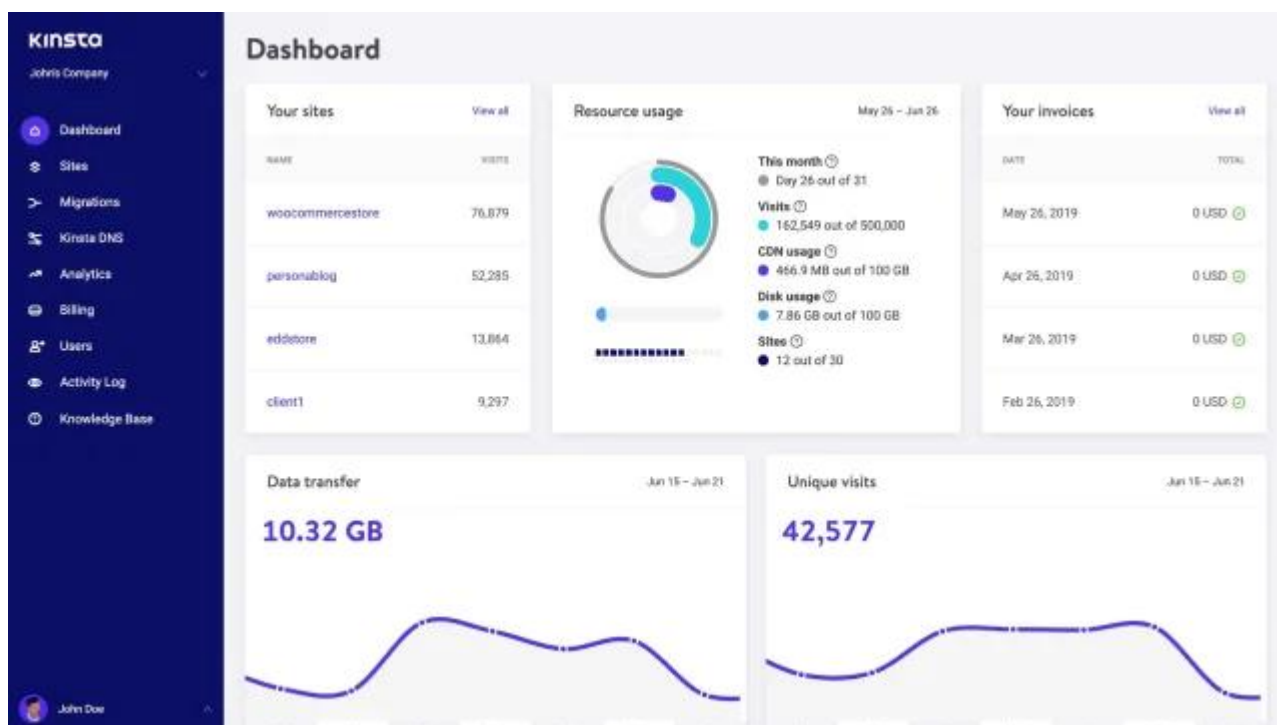 Kinsta
John's Company
Dashboard
Sites
Migrations
Kinsta DNS
Analytics
Billing
Users
Activity Log
Knowledge Base
John Doe
Dashboard
Your sites View all
NAME VISITS
woocommercestore 76,879
personablog 52,285
eddstore 13,864
client1 9,297
Resource usage May 26 – Jun 26
This month
Day 26 out of 31
Visits
162,549 out of 500,000
CDN usage
466.9 MB out of 100 GB
Disk usage
7.86 GB out of 100 GB
Sites
12 out of 30
Your invoices View all
DATE TOTAL
May 26, 2019 0 USD
Apr 26, 2019 0 USD
Mar 26, 2019 0 USD
Feb 26, 2019 0 USD
Data transfer Jun 15 – Jun 21
10.32 GB
Unique visits Jun 15 – Jun 21
42,577